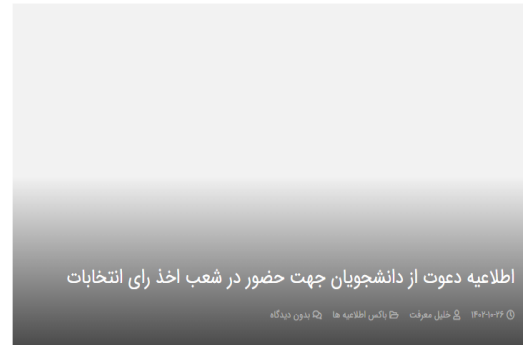 اطلاعیه دعوت از دانشجویان جهت حضور در شعب اخذ رای انتخابات
۱۴۰۲-۱۰-۲۶ خلیل معرفت باکس اطلاعیه ها بدون دیدگاه